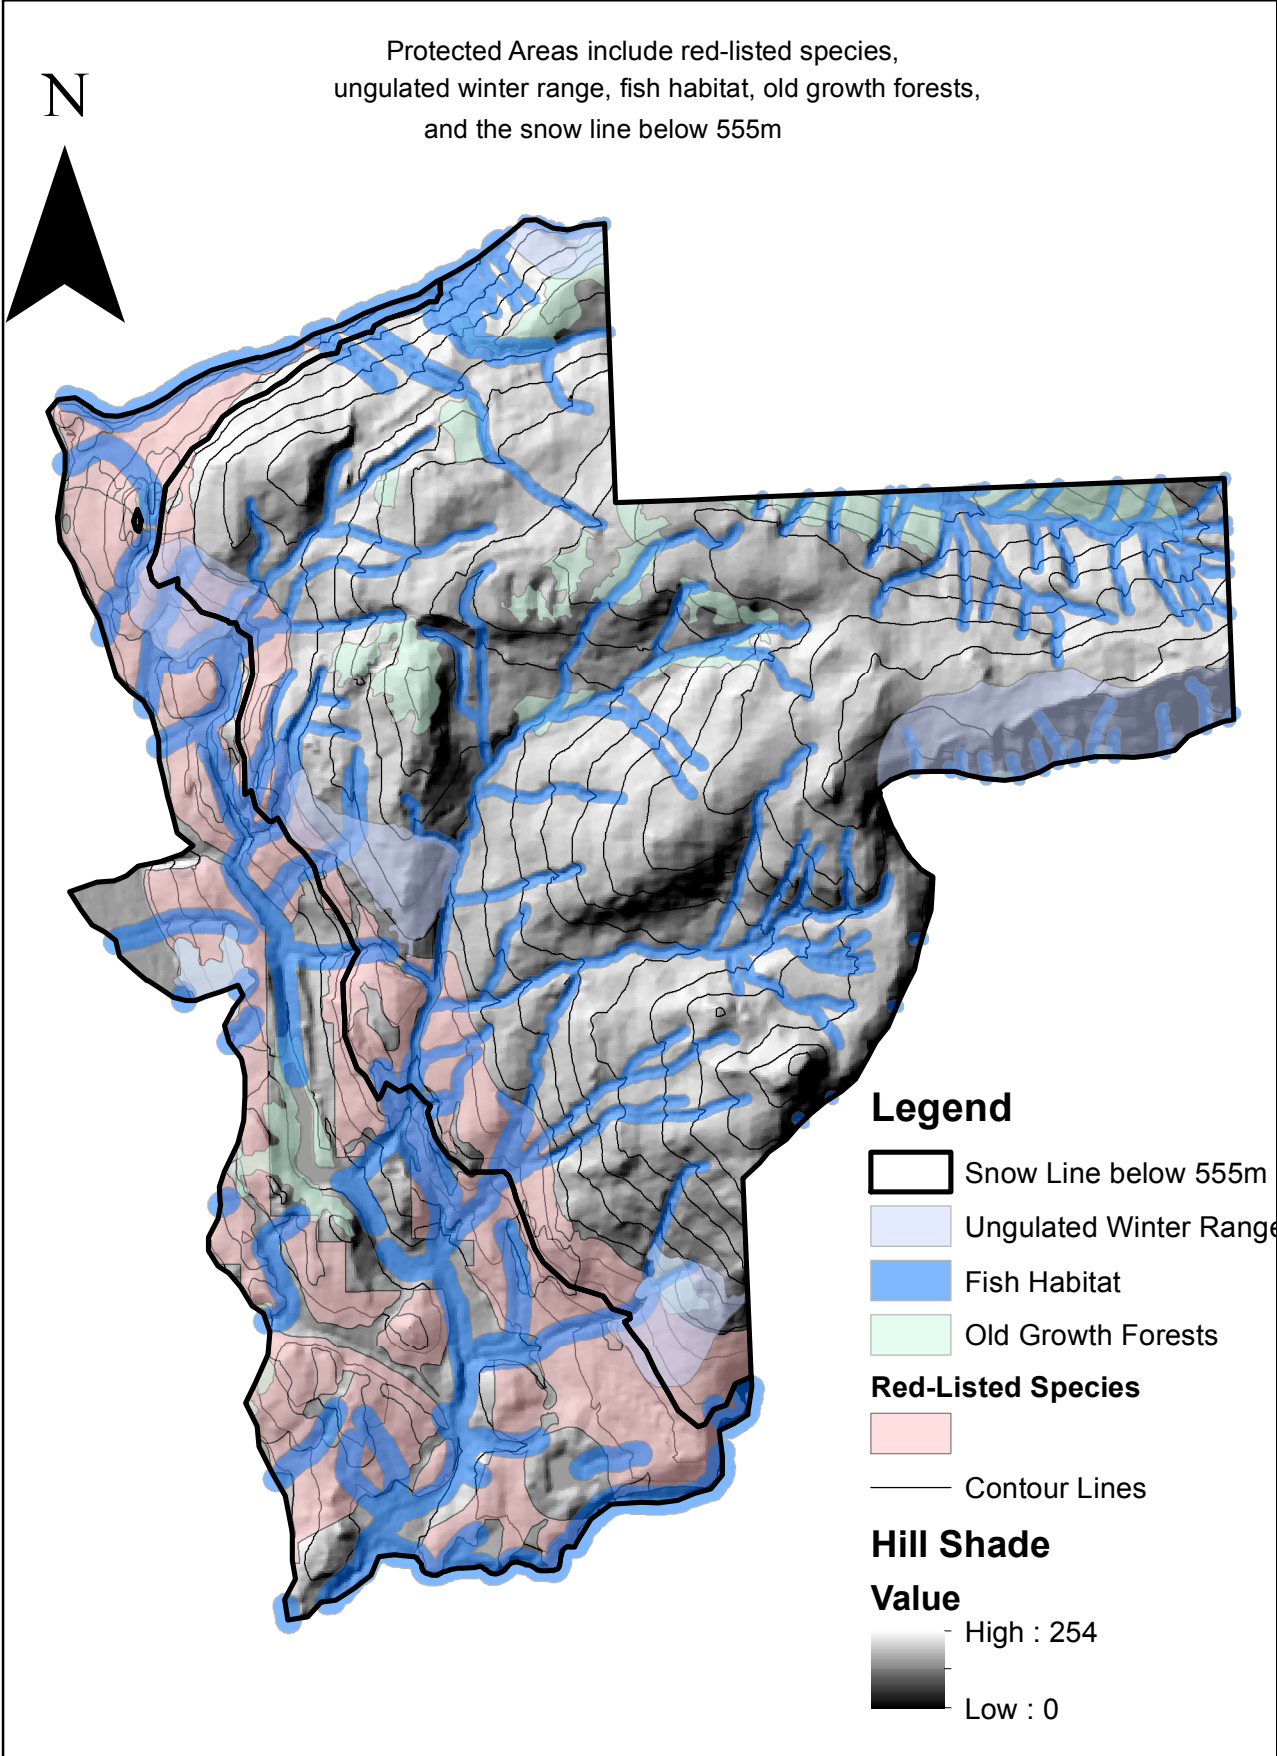 Protected Areas include red-listed species,
ungulated winter range, fish habitat, old growth forests,
and the snow line below 555m
N
Legend
Snow Line below 555m
Ungulated Winter Range
Fish Habitat
Old Growth Forests
Red-Listed Species
Contour Lines
Hill Shade
Value
High : 254
Low : 0